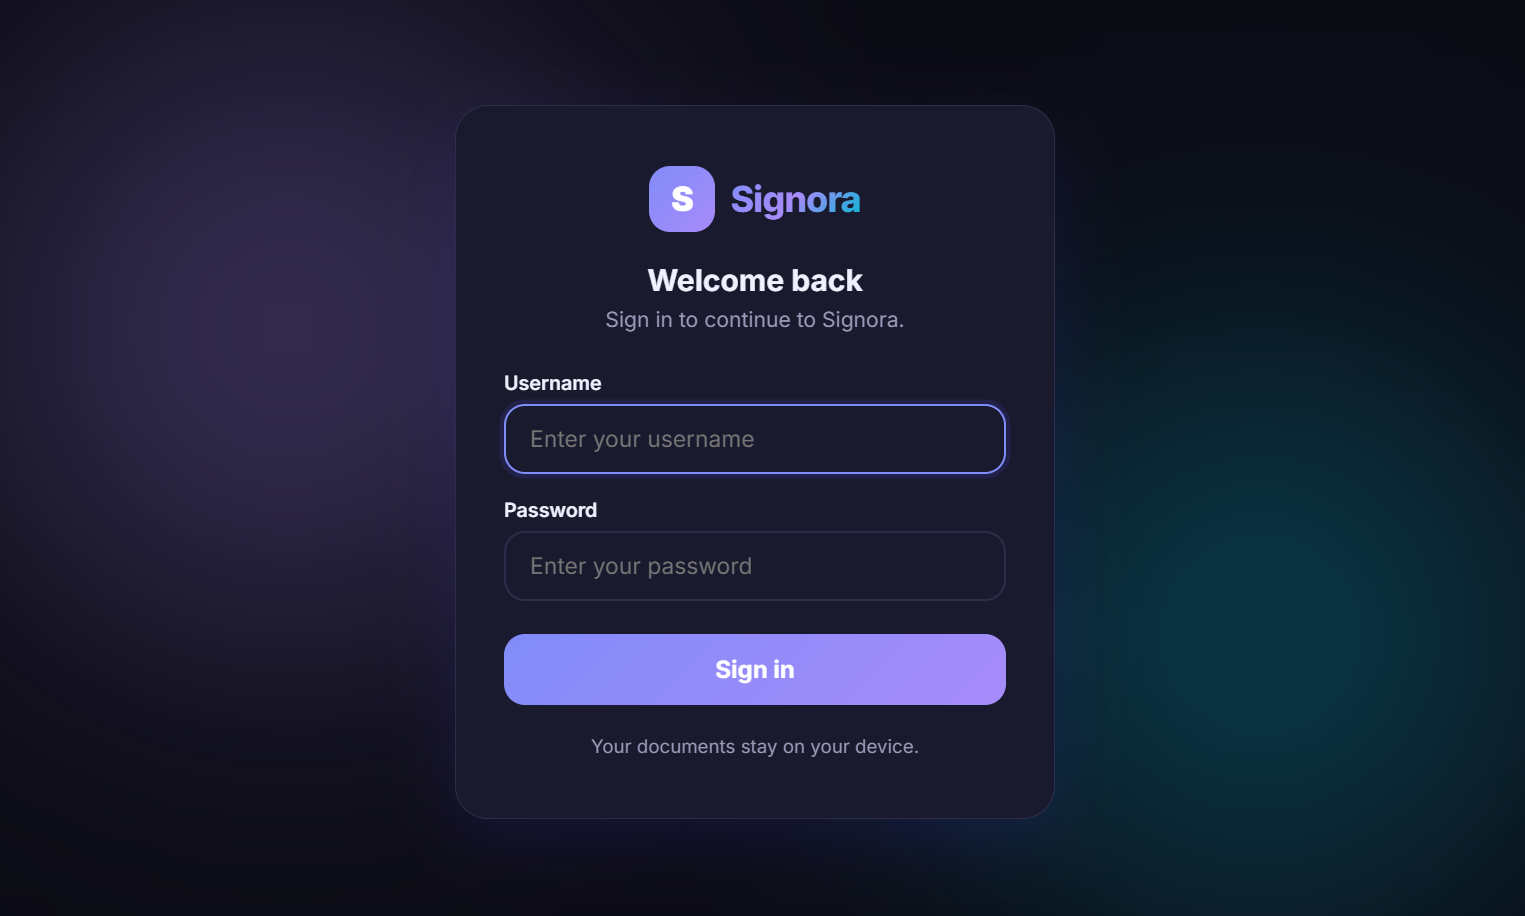 S Signora
Welcome back
Sign in to continue to Signora.
Username
Enter your username
Password
Enter your password
Sign in
Your documents stay on your device.